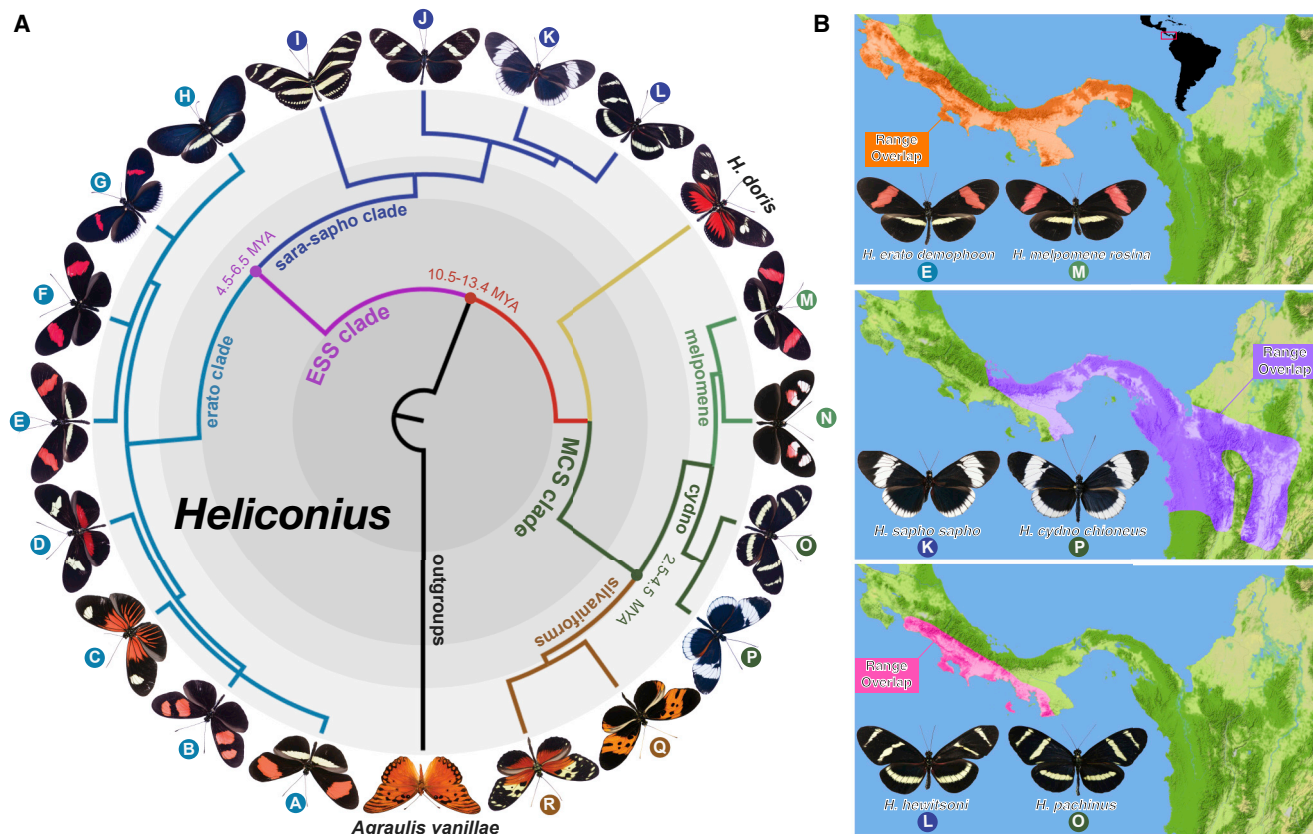 A
B
J
I
K
H
L
G
H. doris
F
M
E
N
D
O
C
P
B
Q
A
R
4.5-6.5 MYA
sara-sapho clade
10.5-13.4 MYA
ESS clade
erato clade
melpomene
MCS clade
cydno
Heliconius
2.5-4.5 MYA
silvaniforms
outgroups
Agraulis vanillae
Range
Overlap
H. erato demophoon
H. melpomene rosina
E
M
Range
Overlap
H. sapho sapho
H. cydno chioneus
K
P
Range
Overlap
H. hewitsoni
H. pachinus
L
O